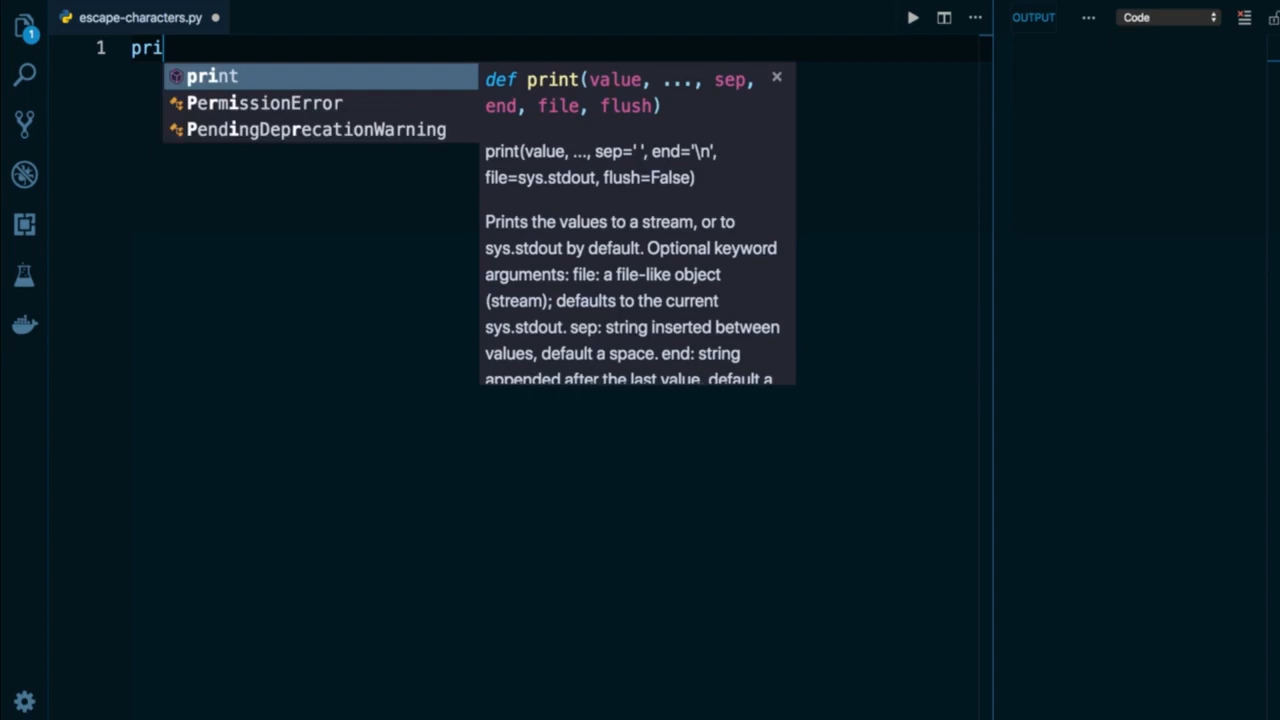 escape-characters.py
OUTPUT
Code
1
1 pri
print
PermissionError
PendingDeprecationWarning
def print(value, ..., sep,
end, file, flush)
print(value, ..., sep=' ', end='\n',
file=sys.stdout, flush=False)
Prints the values to a stream, or to
sys.stdout by default. Optional keyword
arguments: file: a file-like object
(stream); defaults to the current
sys.stdout. sep: string inserted between
values, default a space. end: string
appended after the last value, default a